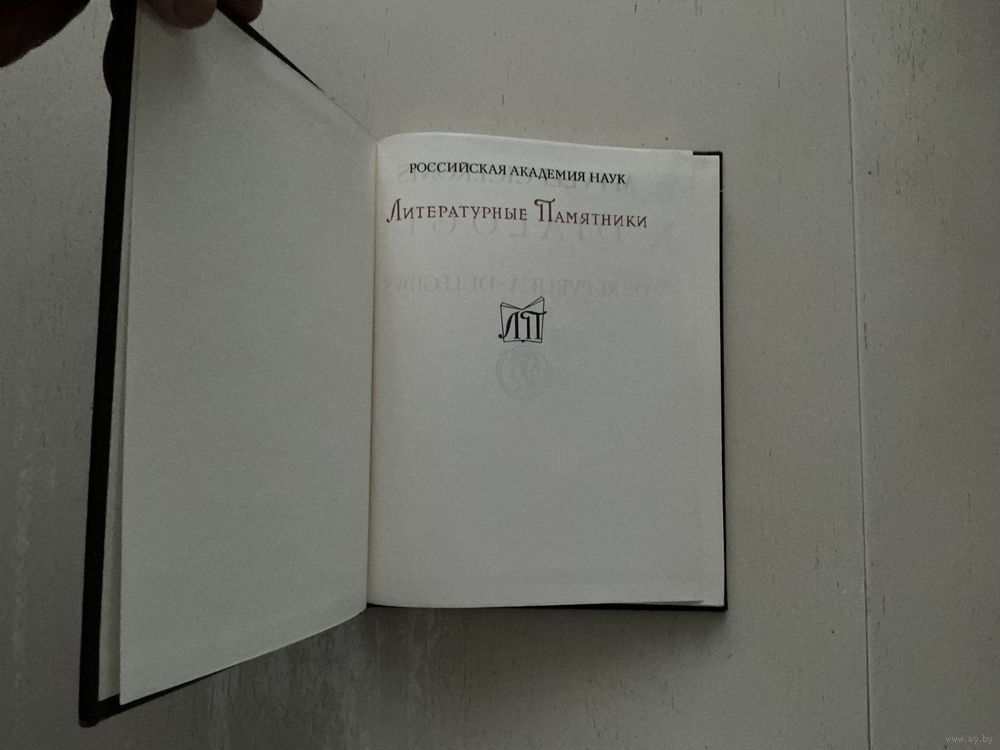 РОССИЙСКАЯ АКАДЕМИЯ НАУК
Литературные Памятники
ЛП
www.ay.by